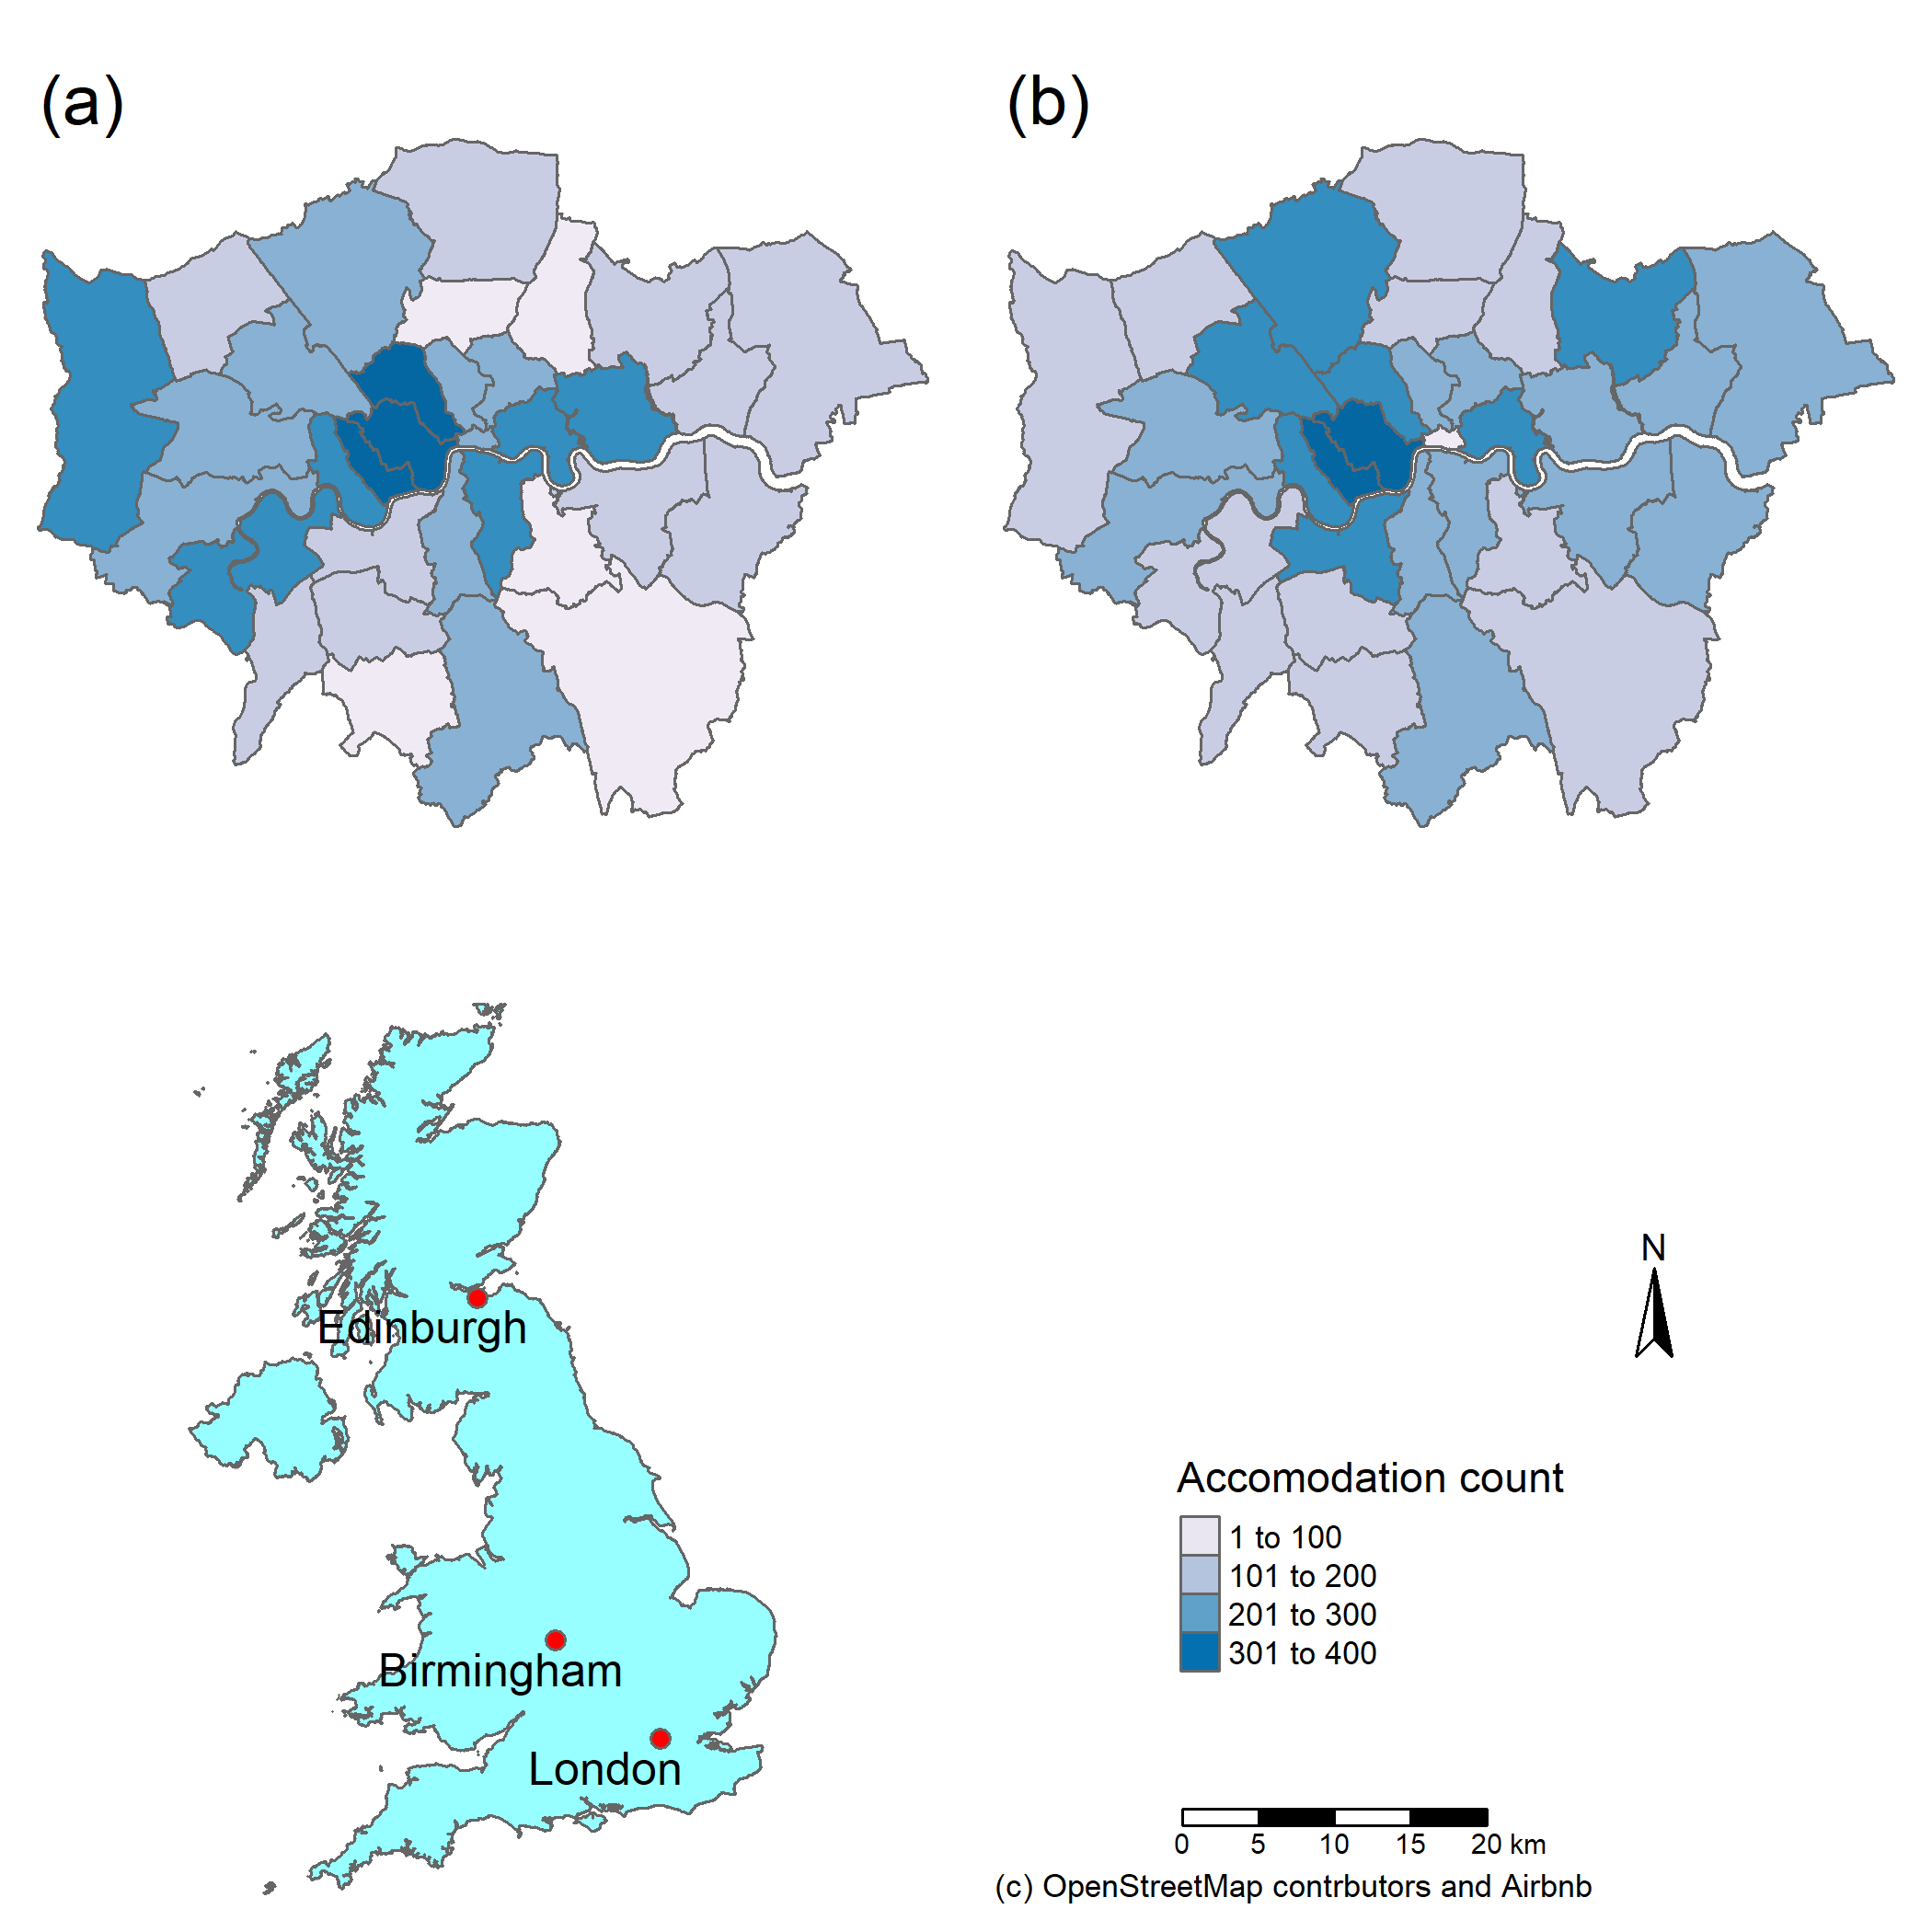 (a)
(b)
Edinburgh
Birmingham
London
N
Accomodation count
1 to 100
101 to 200
201 to 300
301 to 400
0 5 10 15 20 km
(c) OpenStreetMap contrbutors and Airbnb